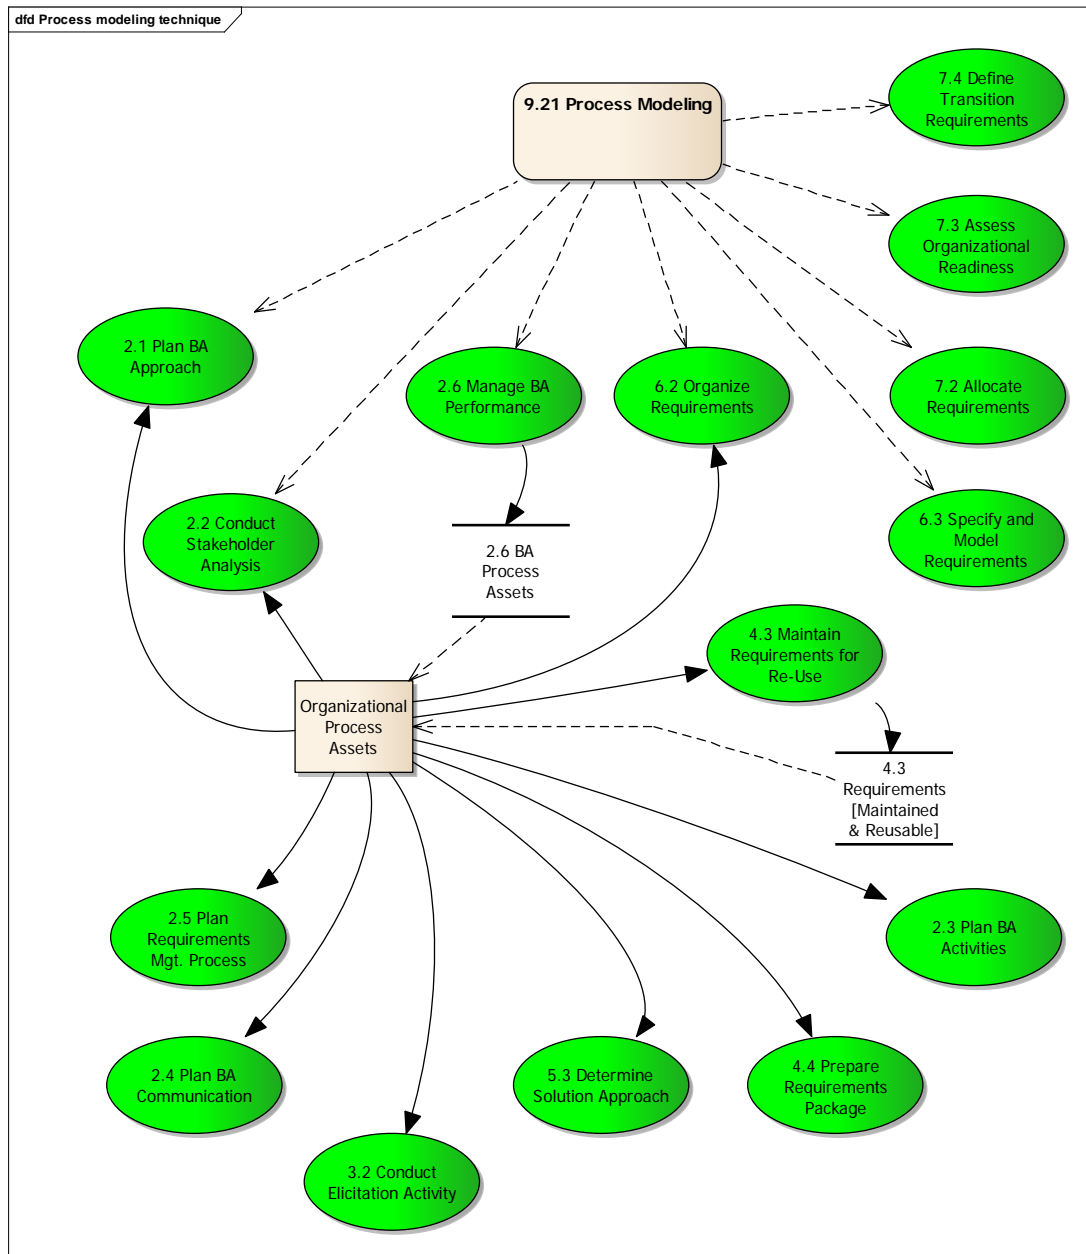 dfd Process modeling technique
9.21 Process Modeling
7.4 Define
Transition
Requirements
7.3 Assess
Organizational
Readiness
2.1 Plan BA
Approach
2.6 Manage BA
Performance
6.2 Organize
Requirements
7.2 Allocate
Requirements
2.2 Conduct
Stakeholder
Analysis
6.3 Specify and
Model
Requirements
2.6 BA
Process
Assets
4.3 Maintain
Requirements for
Re-Use
Organizational
Process
Assets
4.3
Requirements
[Maintained
& Reusable]
2.5 Plan
Requirements
Mgt. Process
2.3 Plan BA
Activities
2.4 Plan BA
Communication
5.3 Determine
Solution Approach
4.4 Prepare
Requirements
Package
3.2 Conduct
Elicitation Activity